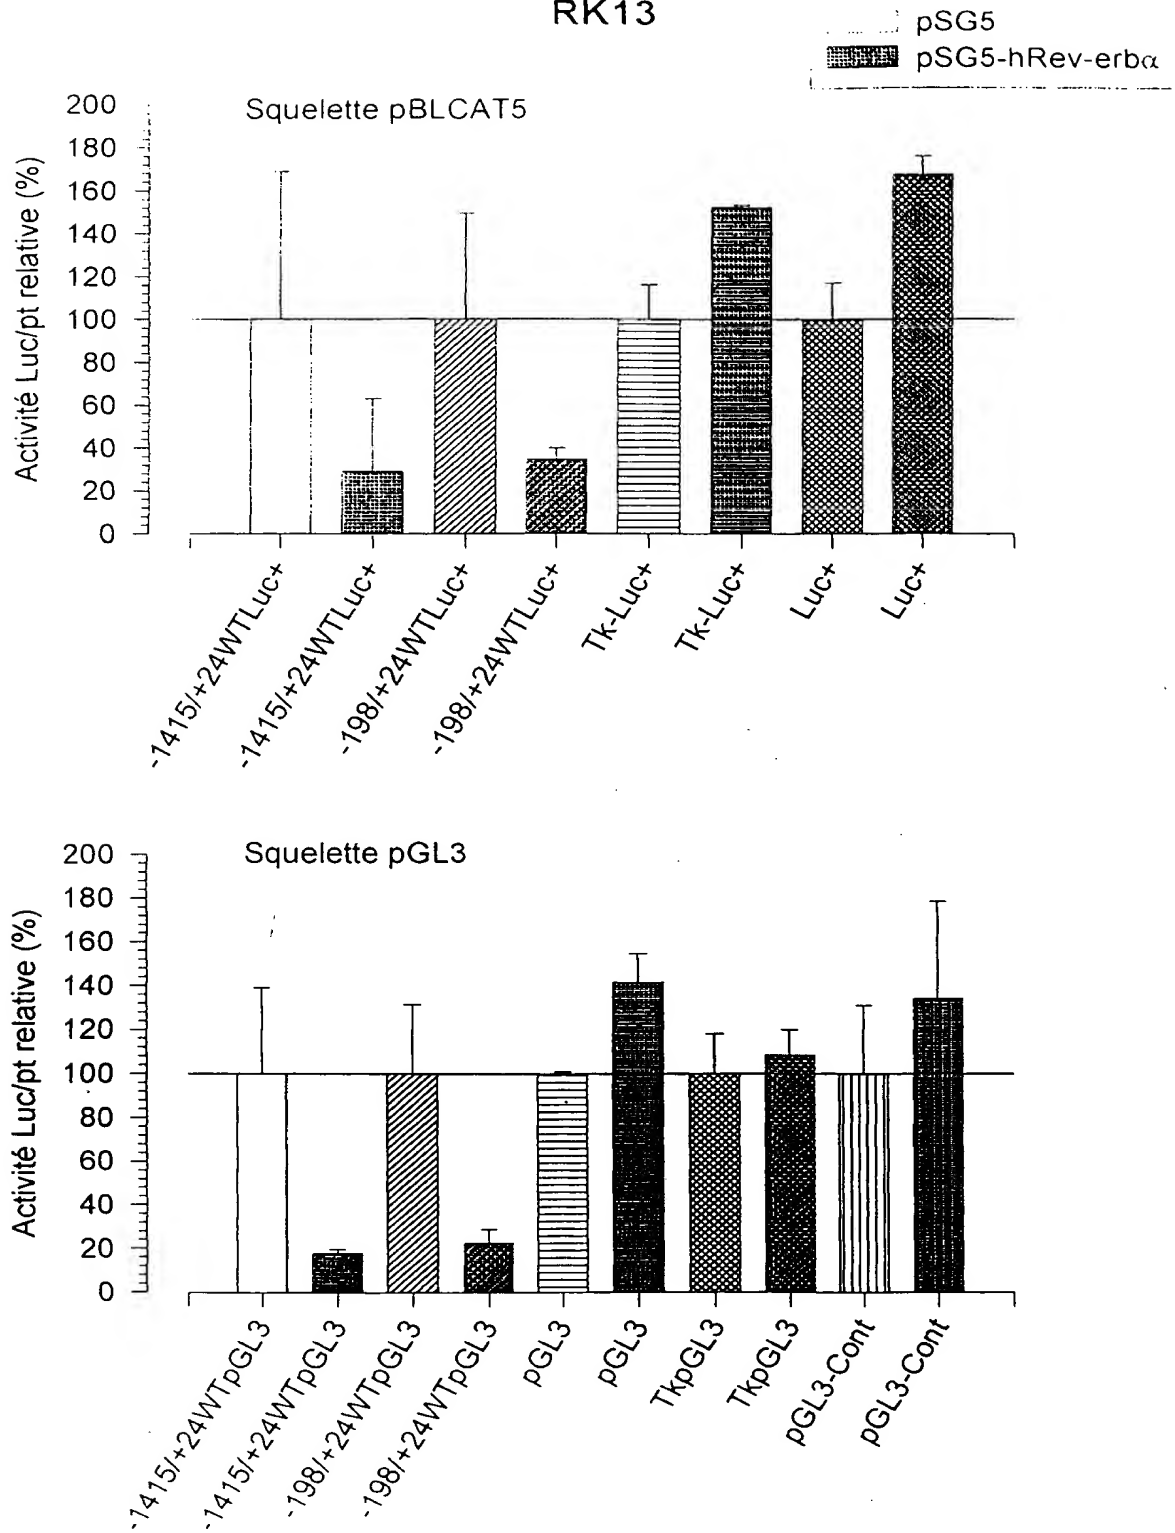 RK13
pSG5
pSG5-hRev-erbα
Squelette pBLCAT5
Activité Luc/pt relative (%)
200
180
160
140
120
100
80
60
40
20
0
-1415/+24WTLuc+
-1415/+24WTLuc+
-198/+24WTLuc+
-198/+24WTLuc+
Tk-Luc+
Tk-Luc+
Luc+
Luc+
Squelette pGL3
Activité Luc/pt relative (%)
200
180
160
140
120
100
80
60
40
20
0
-1415/+24WTpGL3
-1415/+24WTpGL3
-198/+24WTpGL3
-198/+24WTpGL3
pGL3
pGL3
TkpGL3
TkpGL3
pGL3-Cont
pGL3-Cont